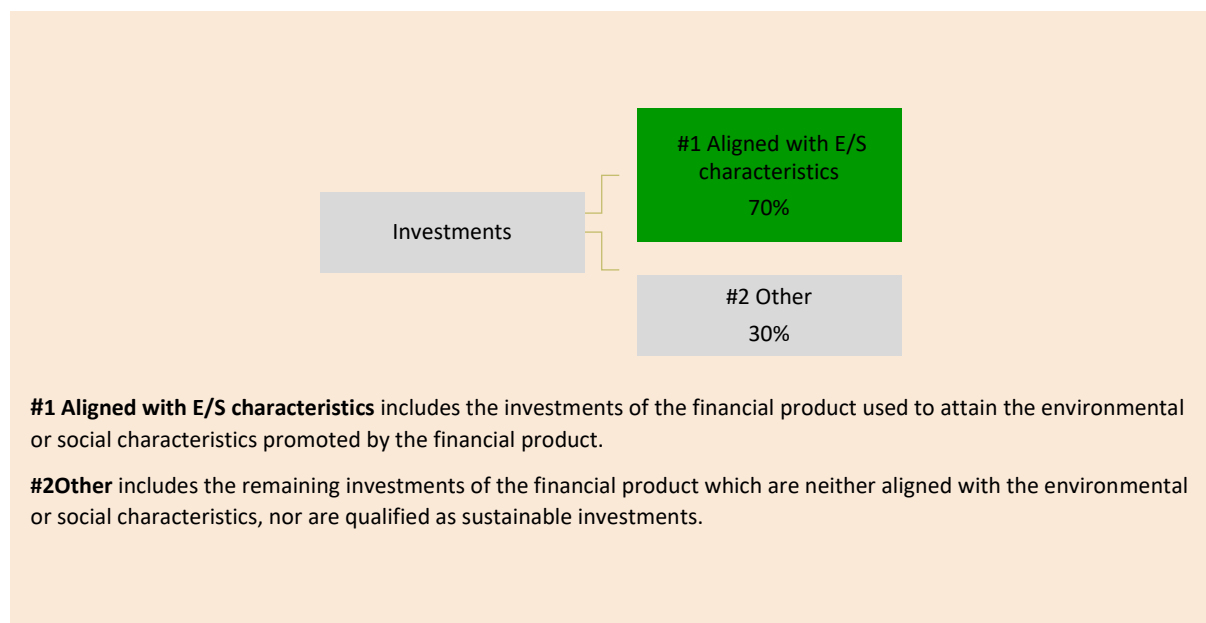 #1 Aligned with E/S
characteristics
70%
Investments
#2 Other
30%
#1 Aligned with E/S characteristics includes the investments of the financial product used to attain the environmental
or social characteristics promoted by the financial product.
#2Other includes the remaining investments of the financial product which are neither aligned with the environmental
or social characteristics, nor are qualified as sustainable investments.